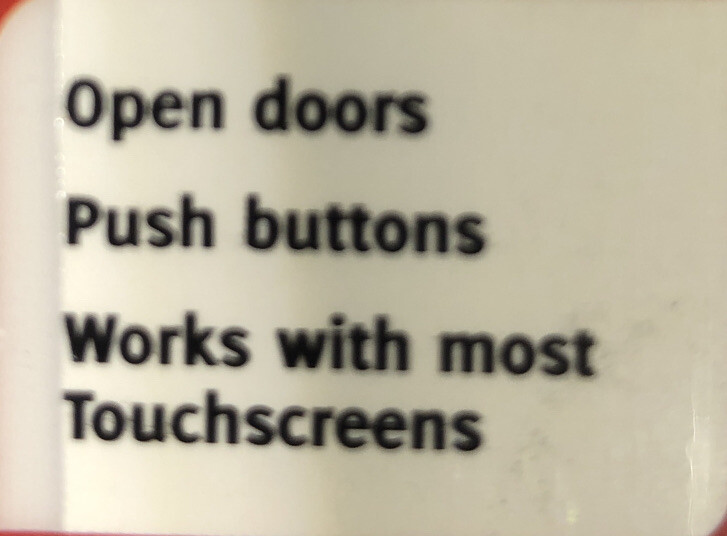 Open doors
Push buttons
Works with most
Touchscreens